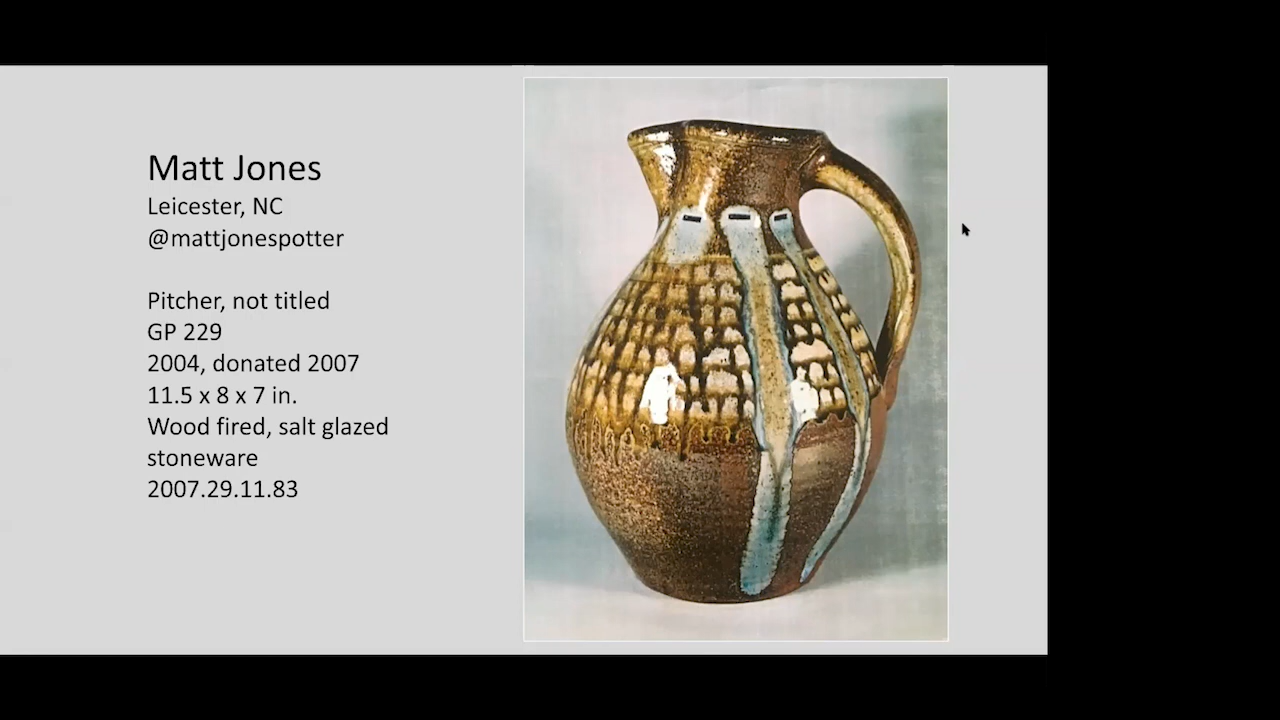 Matt Jones
Leicester, NC
@mattjonespotter
Pitcher, not titled
GP 229
2004, donated 2007
11.5 x 8 x 7 in.
Wood fired, salt glazed
stoneware
2007.29.11.83